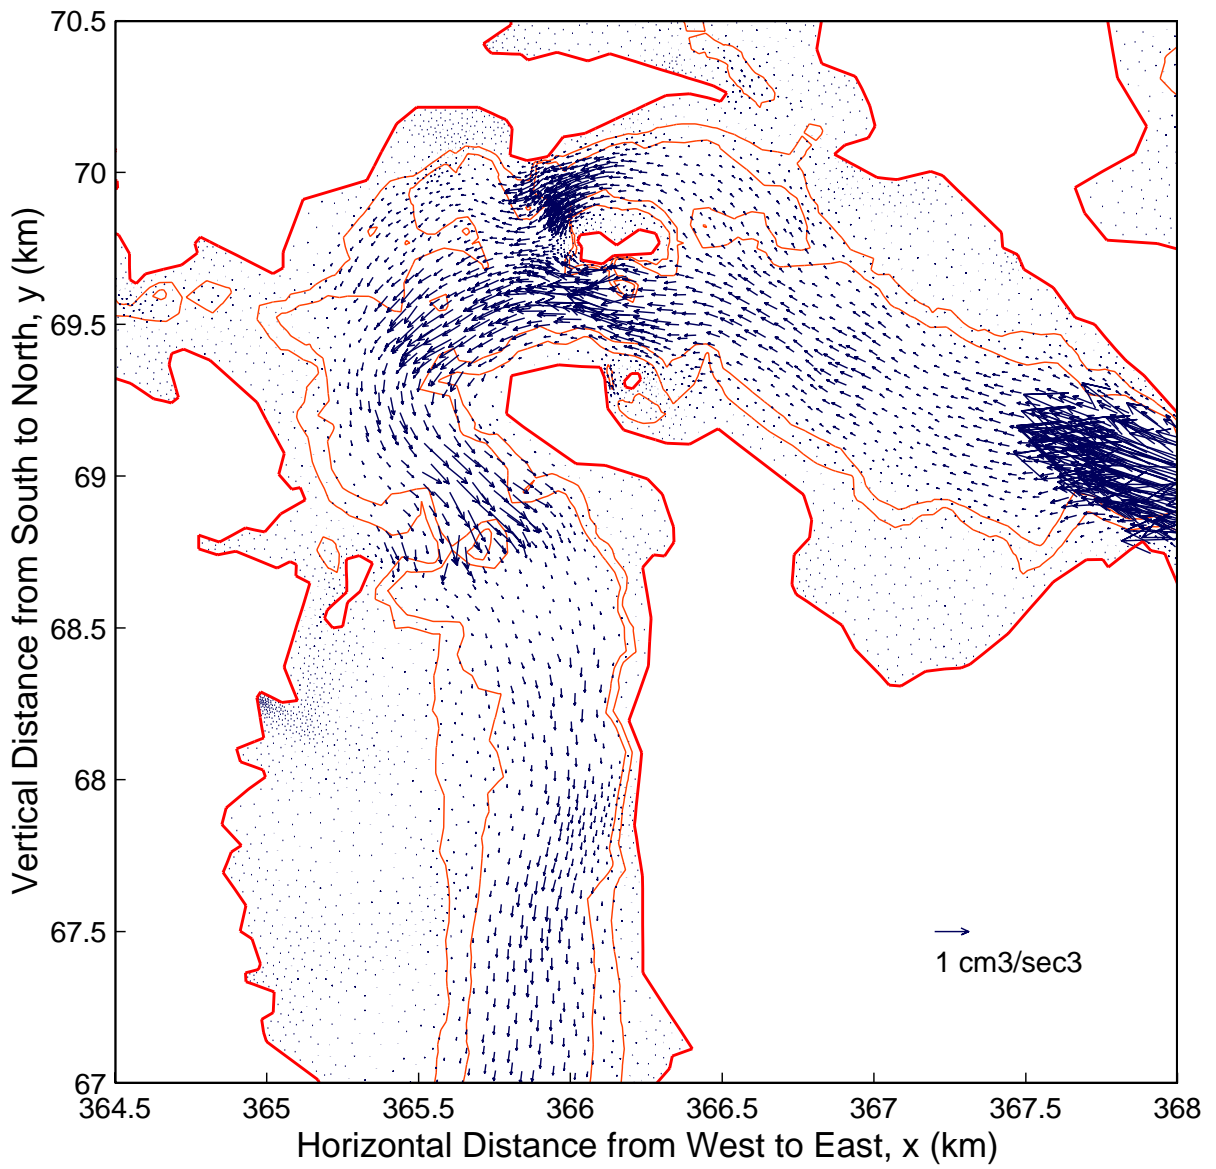 70.5
70
69.5
69
68.5
68
67.5
67
Vertical Distance from South to North, y (km)
1 cm3/sec3
364.5 365 365.5 366 366.5 367 367.5 368
Horizontal Distance from West to East, x (km)